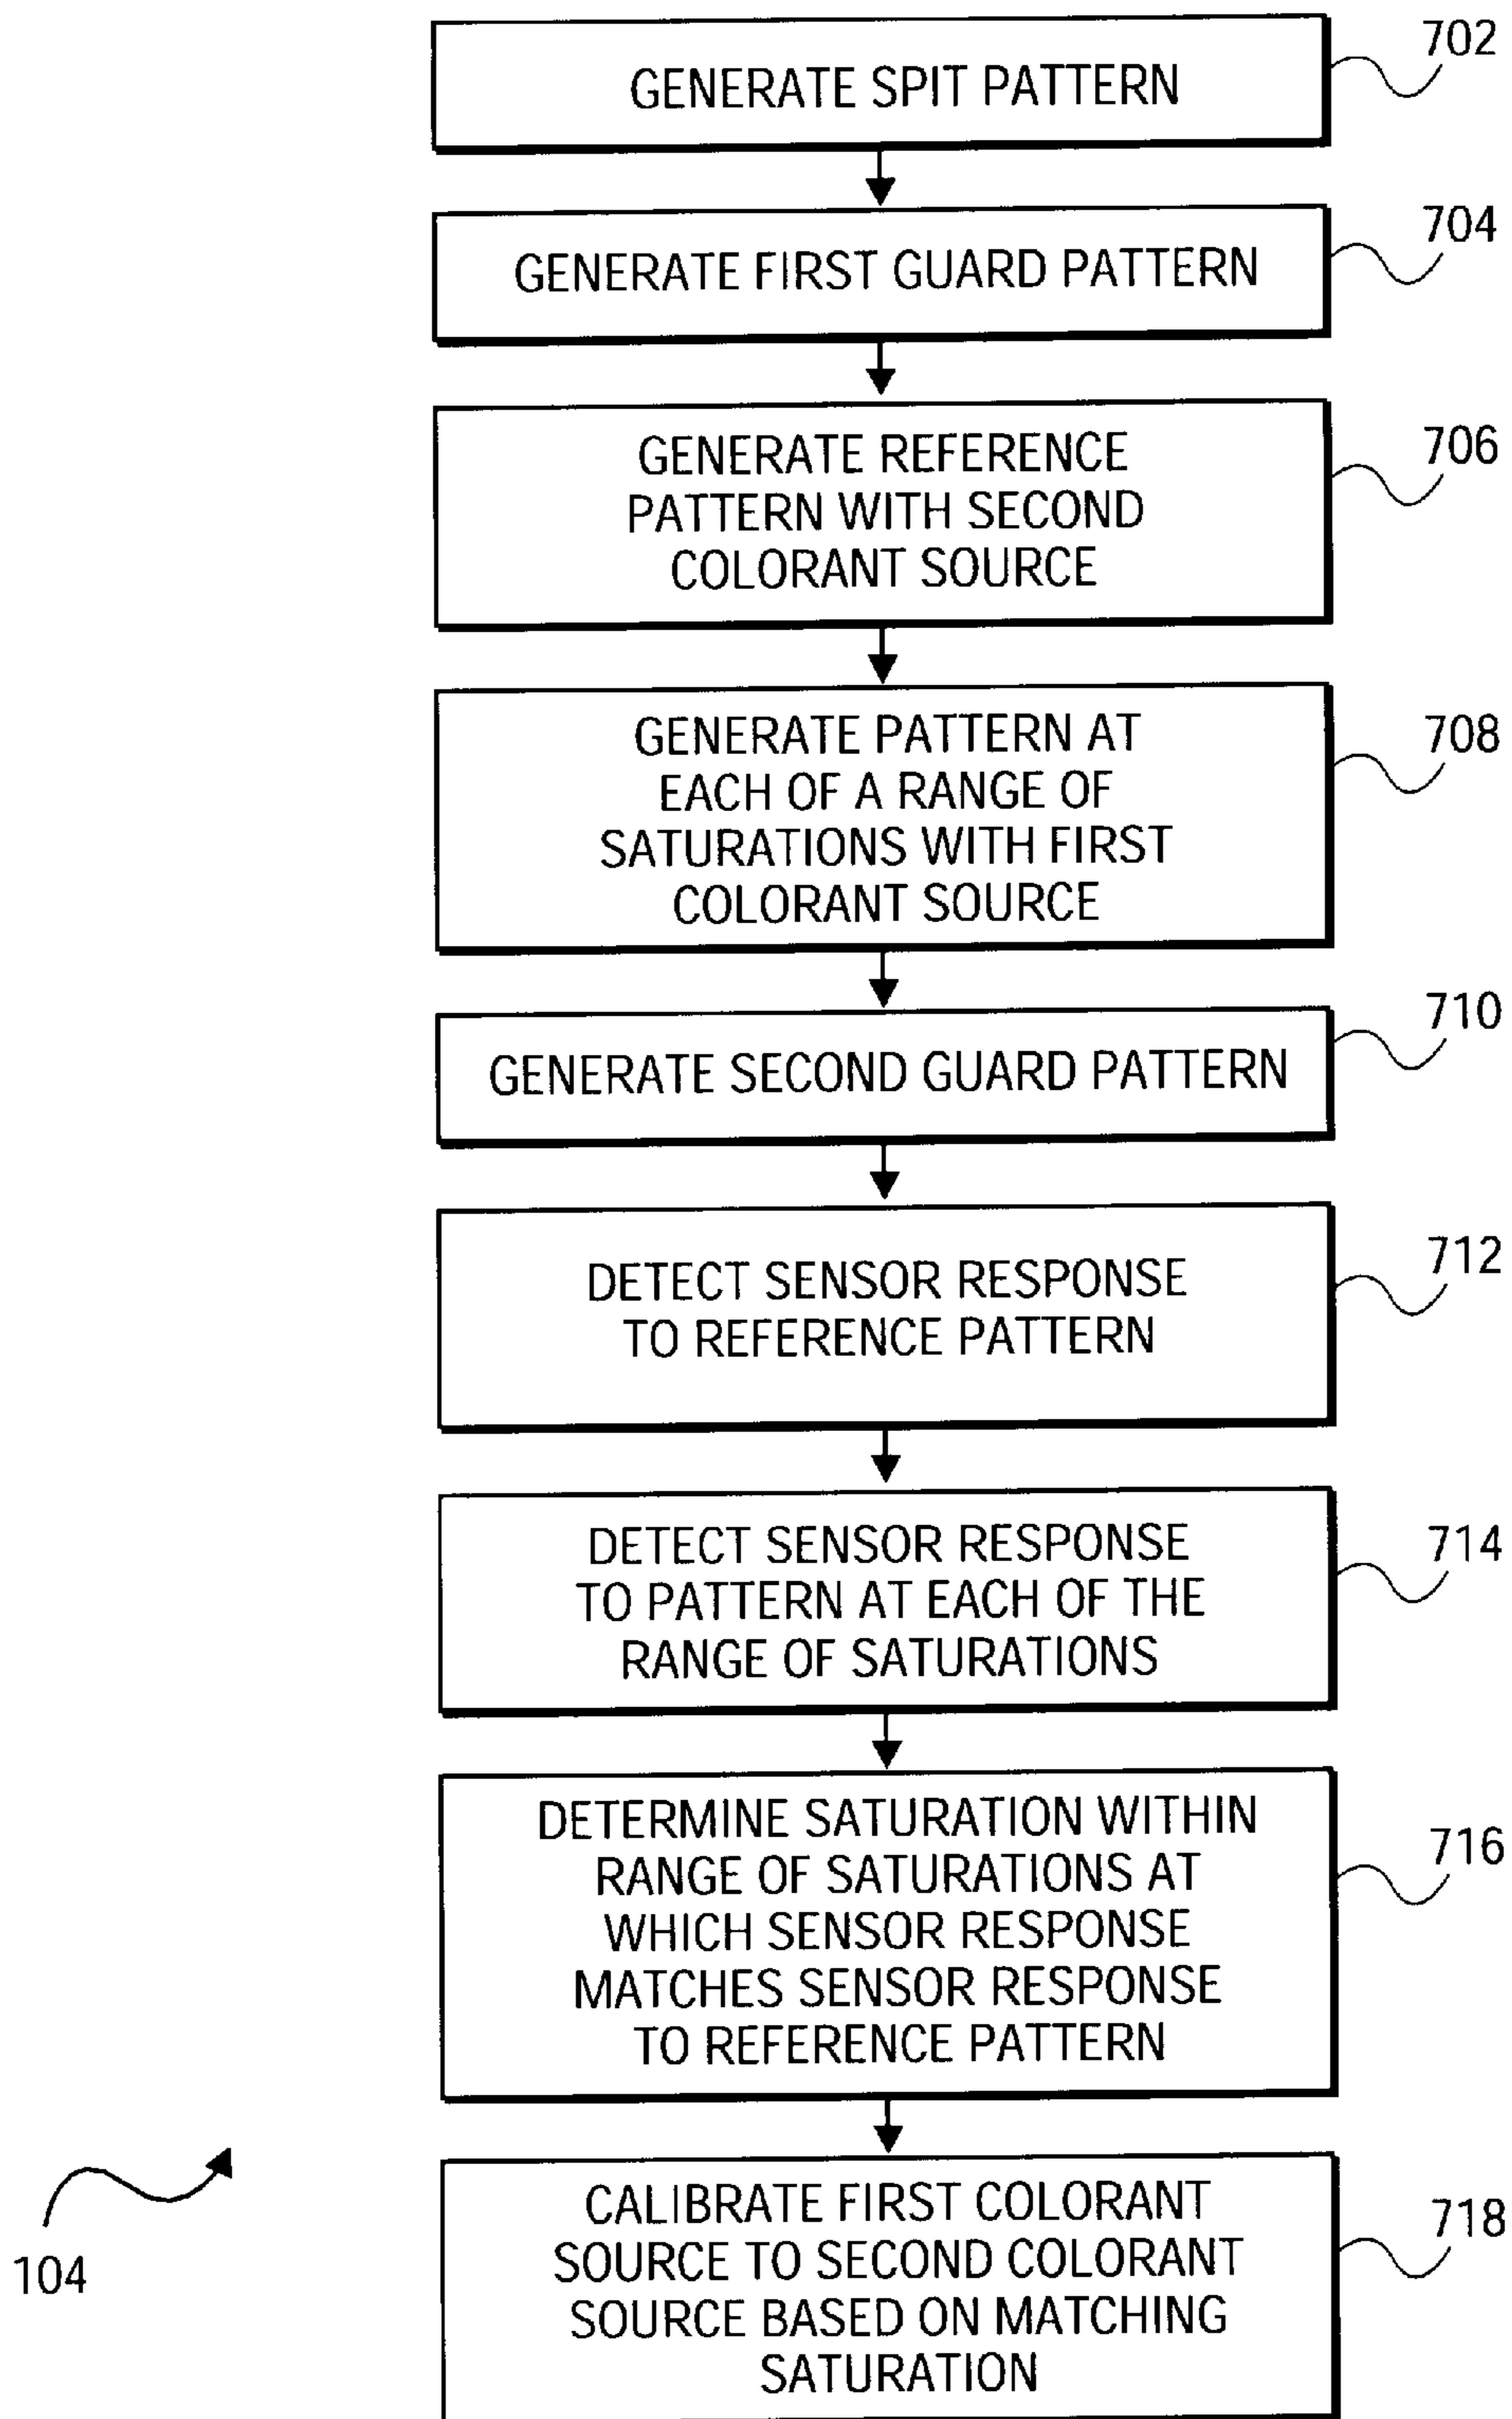 GENERATE SPIT PATTERN
702
GENERATE FIRST GUARD PATTERN
704
GENERATE REFERENCE
PATTERN WITH SECOND
COLORANT SOURCE
706
GENERATE PATTERN AT
EACH OF A RANGE OF
SATURATIONS WITH FIRST
COLORANT SOURCE
708
GENERATE SECOND GUARD PATTERN
710
DETECT SENSOR RESPONSE
TO REFERENCE PATTERN
712
DETECT SENSOR RESPONSE
TO PATTERN AT EACH OF THE
RANGE OF SATURATIONS
714
DETERMINE SATURATION WITHIN
RANGE OF SATURATIONS AT
WHICH SENSOR RESPONSE
MATCHES SENSOR RESPONSE
TO REFERENCE PATTERN
716
CALIBRATE FIRST COLORANT
SOURCE TO SECOND COLORANT
SOURCE BASED ON MATCHING
SATURATION
718
104